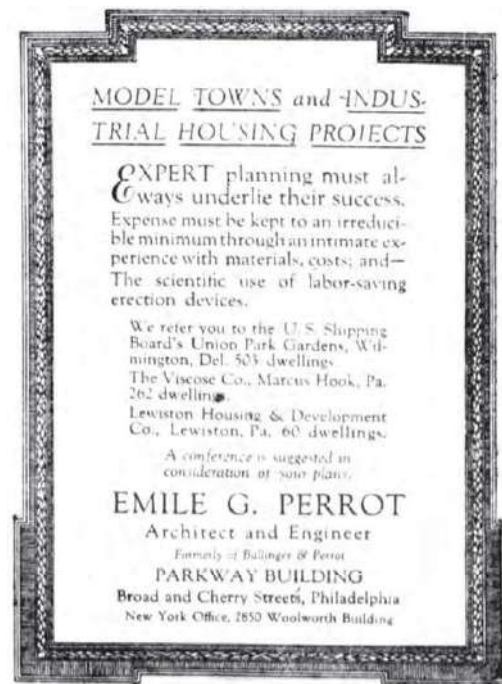 MODEL TOWNS and INDUS-
TRIAL HOUSING PROJECTS
EXPERT planning must al-
ways underlie their success.
Expense must be kept to an irreduci-
ble minimum through an intimate ex-
perience with materials, costs; and—
The scientific use of labor-saving
erection devices.
We refer you to the U. S. Shipping
Board's Union Park Gardens, Wil-
mington, Del. 503 dwellings
The Viscose Co., Marcus Hook, Pa.
262 dwellings.
Lewiston Housing & Development
Co., Lewiston, Pa. 60 dwellings.
A conference is suggested in
consideration of your plans.
EMILE G. PERROT
Architect and Engineer
Formerly of Ballinger & Perrot
PARKWAY BUILDING
Broad and Cherry Streets, Philadelphia
New York Office, 2850 Woolworth Building